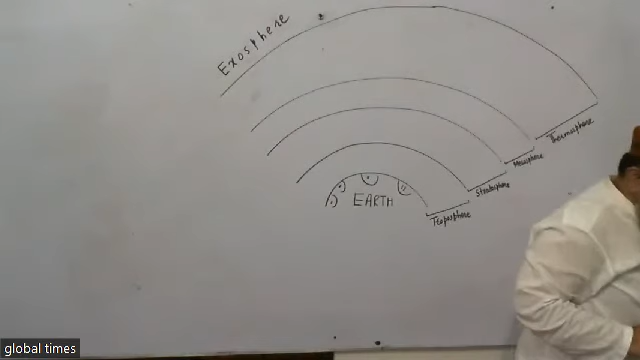 Exosphere
Thermosphere
Mesosphere
Stratosphere
Troposphere
EARTH
global times